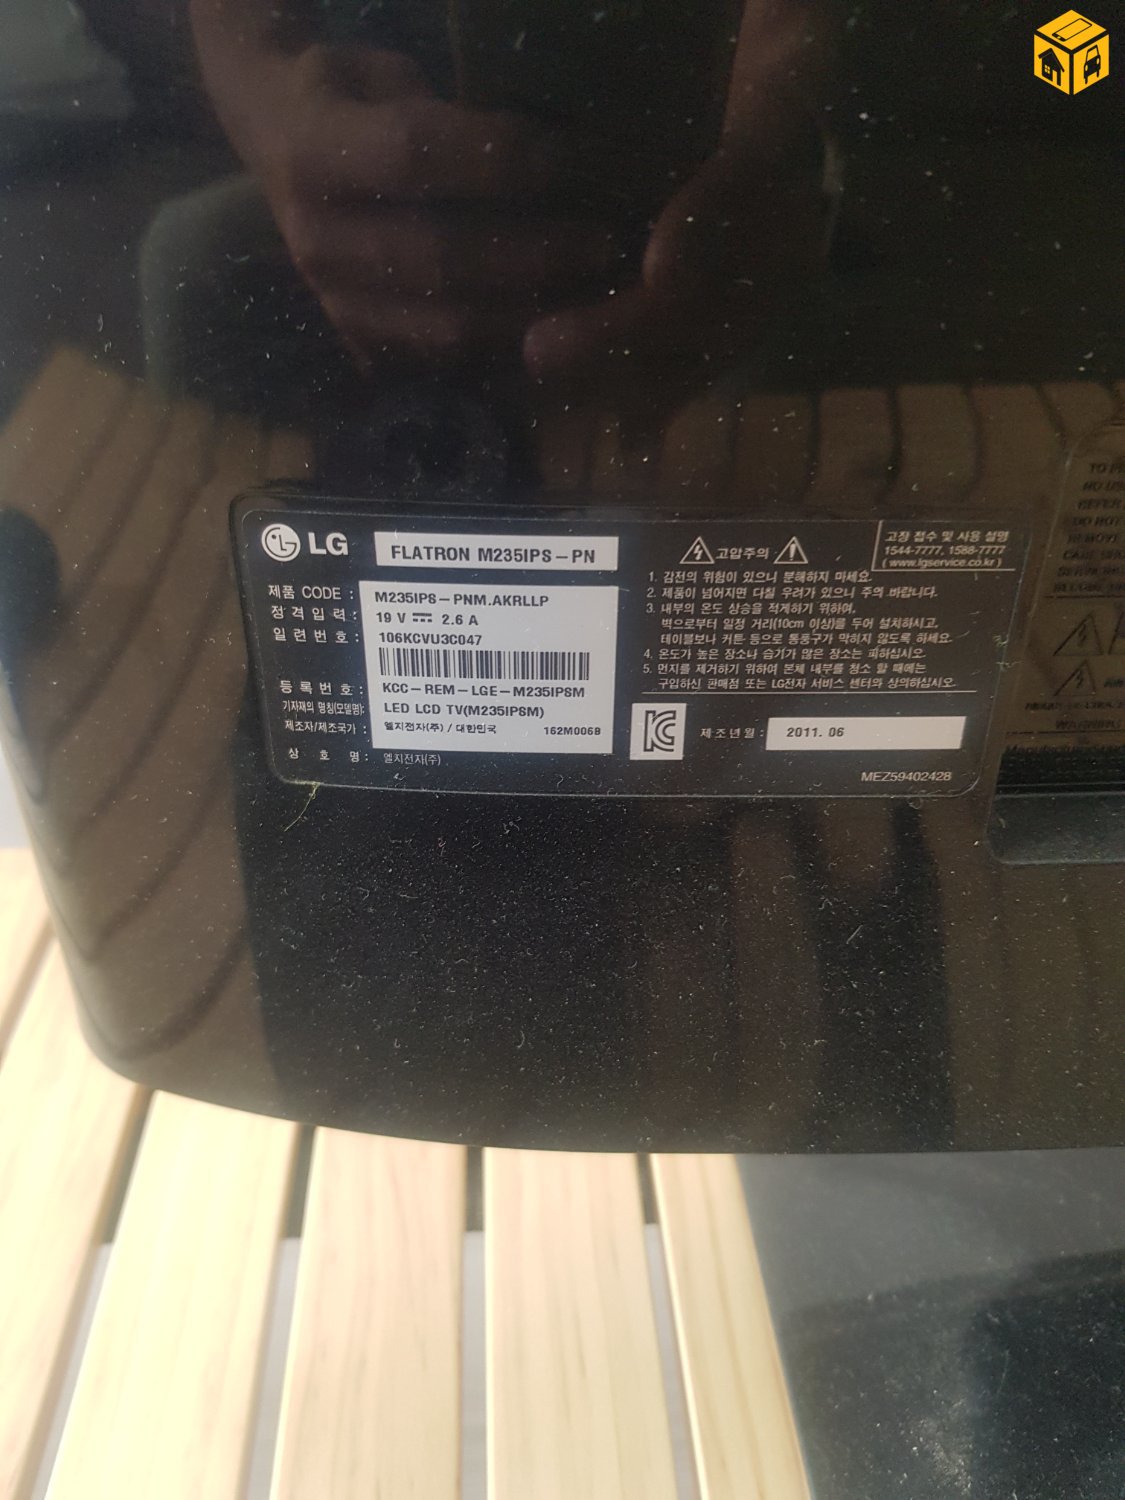 LG
FLATRON M235IPS-PN
제품 CODE : M235IPS-PNM.AKRLLP
정 격 입 력 : 19 V 2.6 A
일 련 번 호 : 106KCVU3C047
등 록 번 호 : KCC-REM-LGE-M235IPSM
기자재의 명칭(모델명): LED LCD TV(M235IPSM)
제조자/제조국가 : 엘지전자(주) / 대한민국 162M006B
상 호 명 : 엘지전자(주)
고압주의
고장 접수 및 사용 설명
1544-7777, 1588-7777
( www.lgservice.co.kr )
1. 감전의 위험이 있으니 분해하지 마세요.
2. 제품이 넘어지면 다칠 우려가 있으니 주의 바랍니다.
3. 내부의 온도 상승을 적게하기 위하여,
벽으로부터 일정 거리(10cm 이상)를 두어 설치하시고,
테이블보나 커튼 등으로 통풍구가 막히지 않도록 하세요.
4. 온도가 높은 장소나 습기가 많은 장소는 피하십시오.
5. 먼지를 제거하기 위하여 본체 내부를 청소 할 때에는
구입하신 판매점 또는 LG전자 서비스 센터와 상의하십시오.
제 조 년 월 : 2011. 06
MEZ59402428